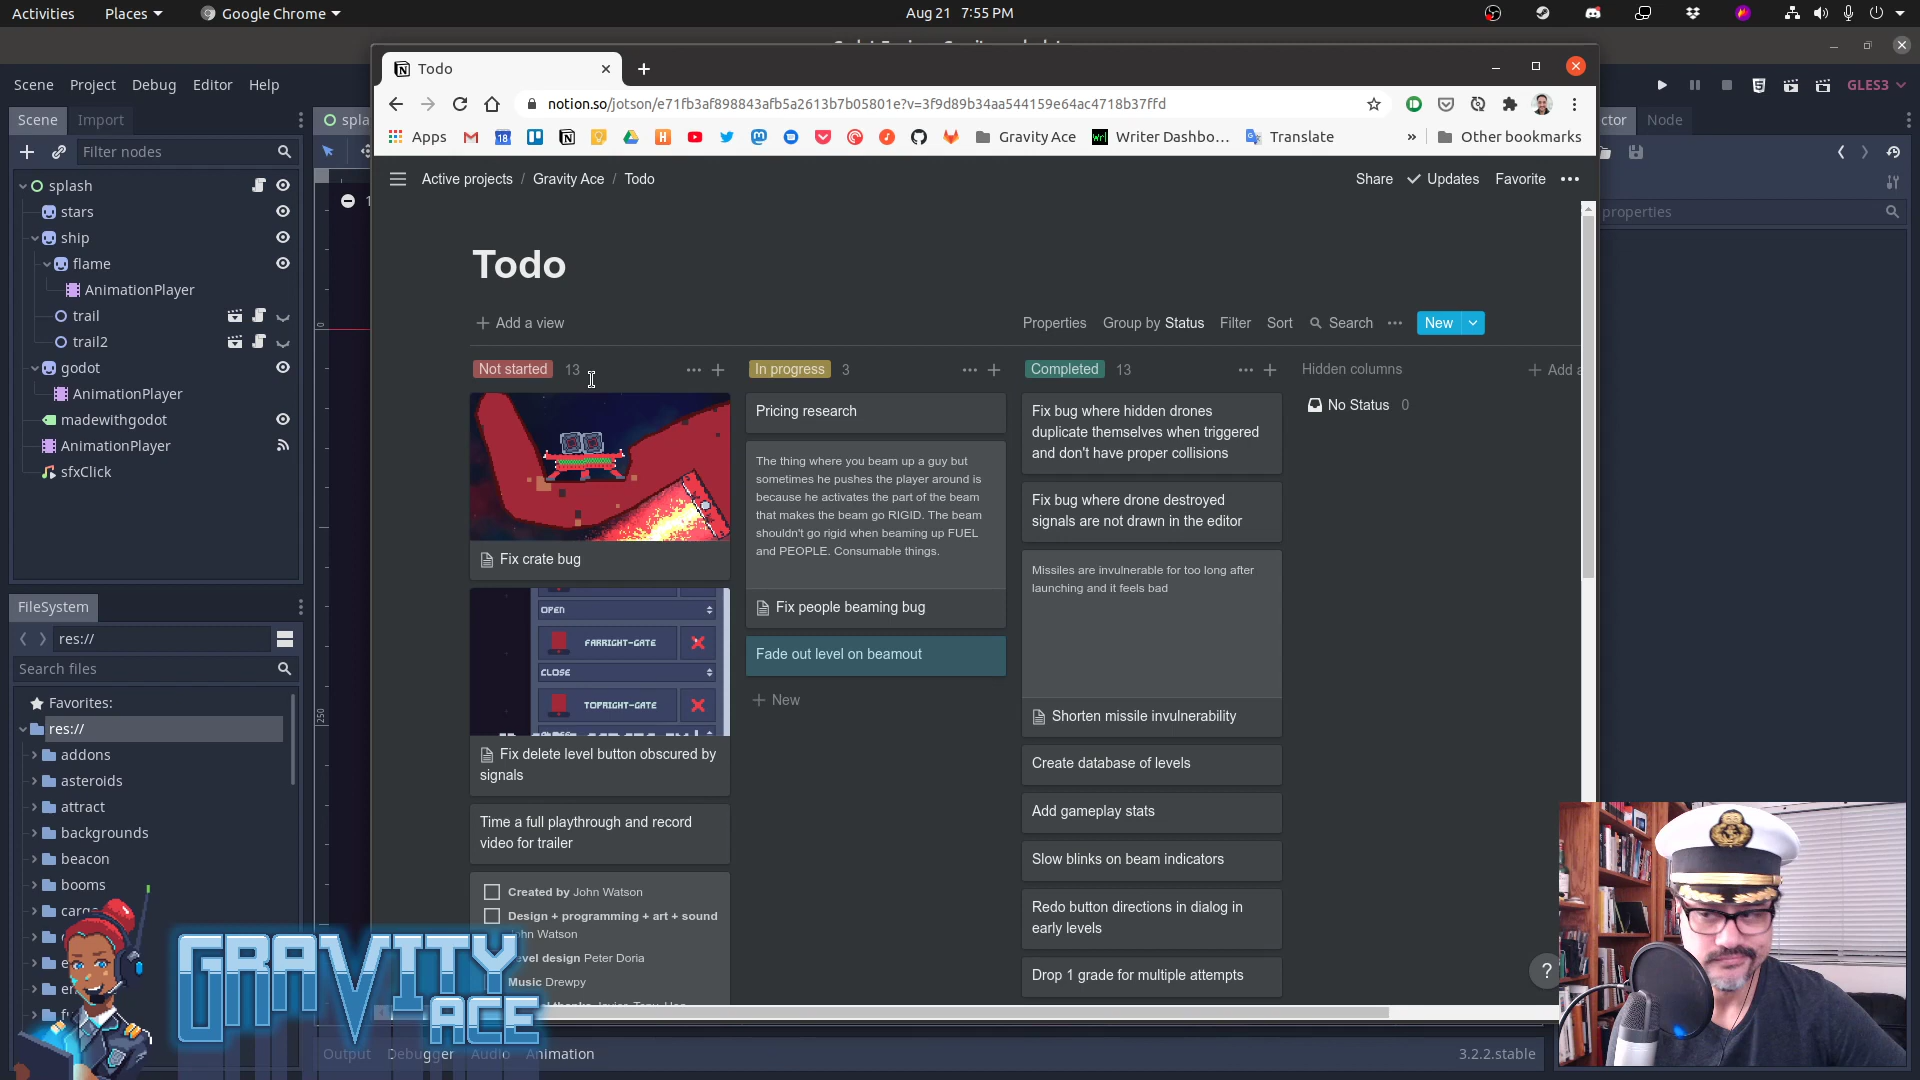 Activities
Places
Google Chrome
Aug 21 7:55 PM
Scene
Project
Debug
Editor
Help
GLES3
Scene
Import
Filter nodes
splash
stars
ship
flame
AnimationPlayer
trail
trail2
godot
AnimationPlayer
madewithgodot
AnimationPlayer
sfxClick
FileSystem
res://
Search files
Favorites:
res://
addons
asteroids
attract
backgrounds
beacon
booms
GRAVITY
ACE
Todo
notion.so/jotson/e71fb3af898843afb5a2613b7b05801e?v=3f9d89b34aa544159e64ac4718b37ffd
Apps
18
Gravity Ace
Writer Dashbo...
Translate
»
Other bookmarks
Active projects / Gravity Ace / Todo
Share
Updates
Favorite
Todo
Add a view
Properties
Group by Status
Filter
Sort
Search
New
Not started 13
Fix crate bug
OPEN
FARRIGHT-GATE
CLOSE
TOPRIGHT-GATE
Fix delete level button obscured by
signals
Time a full playthrough and record
video for trailer
Created by John Watson
Design + programming + art + sound
John Watson
Level design Peter Doria
Music Drewpy
In progress 3
Pricing research
The thing where you beam up a guy but
sometimes he pushes the player around is
because he activates the part of the beam
that makes the beam go RIGID. The beam
shouldn't go rigid when beaming up FUEL
and PEOPLE. Consumable things.
Fix people beaming bug
Fade out level on beamout
New
Completed 13
Fix bug where hidden drones
duplicate themselves when triggered
and don't have proper collisions
Fix bug where drone destroyed
signals are not drawn in the editor
Missiles are invulnerable for too long after
launching and it feels bad
Shorten missile invulnerability
Create database of levels
Add gameplay stats
Slow blinks on beam indicators
Redo button directions in dialog in
early levels
Drop 1 grade for multiple attempts
Hidden columns
No Status 0
Add
?
Node
properties
0
250
Output
Debugger
Audio
Animation
3.2.2.stable